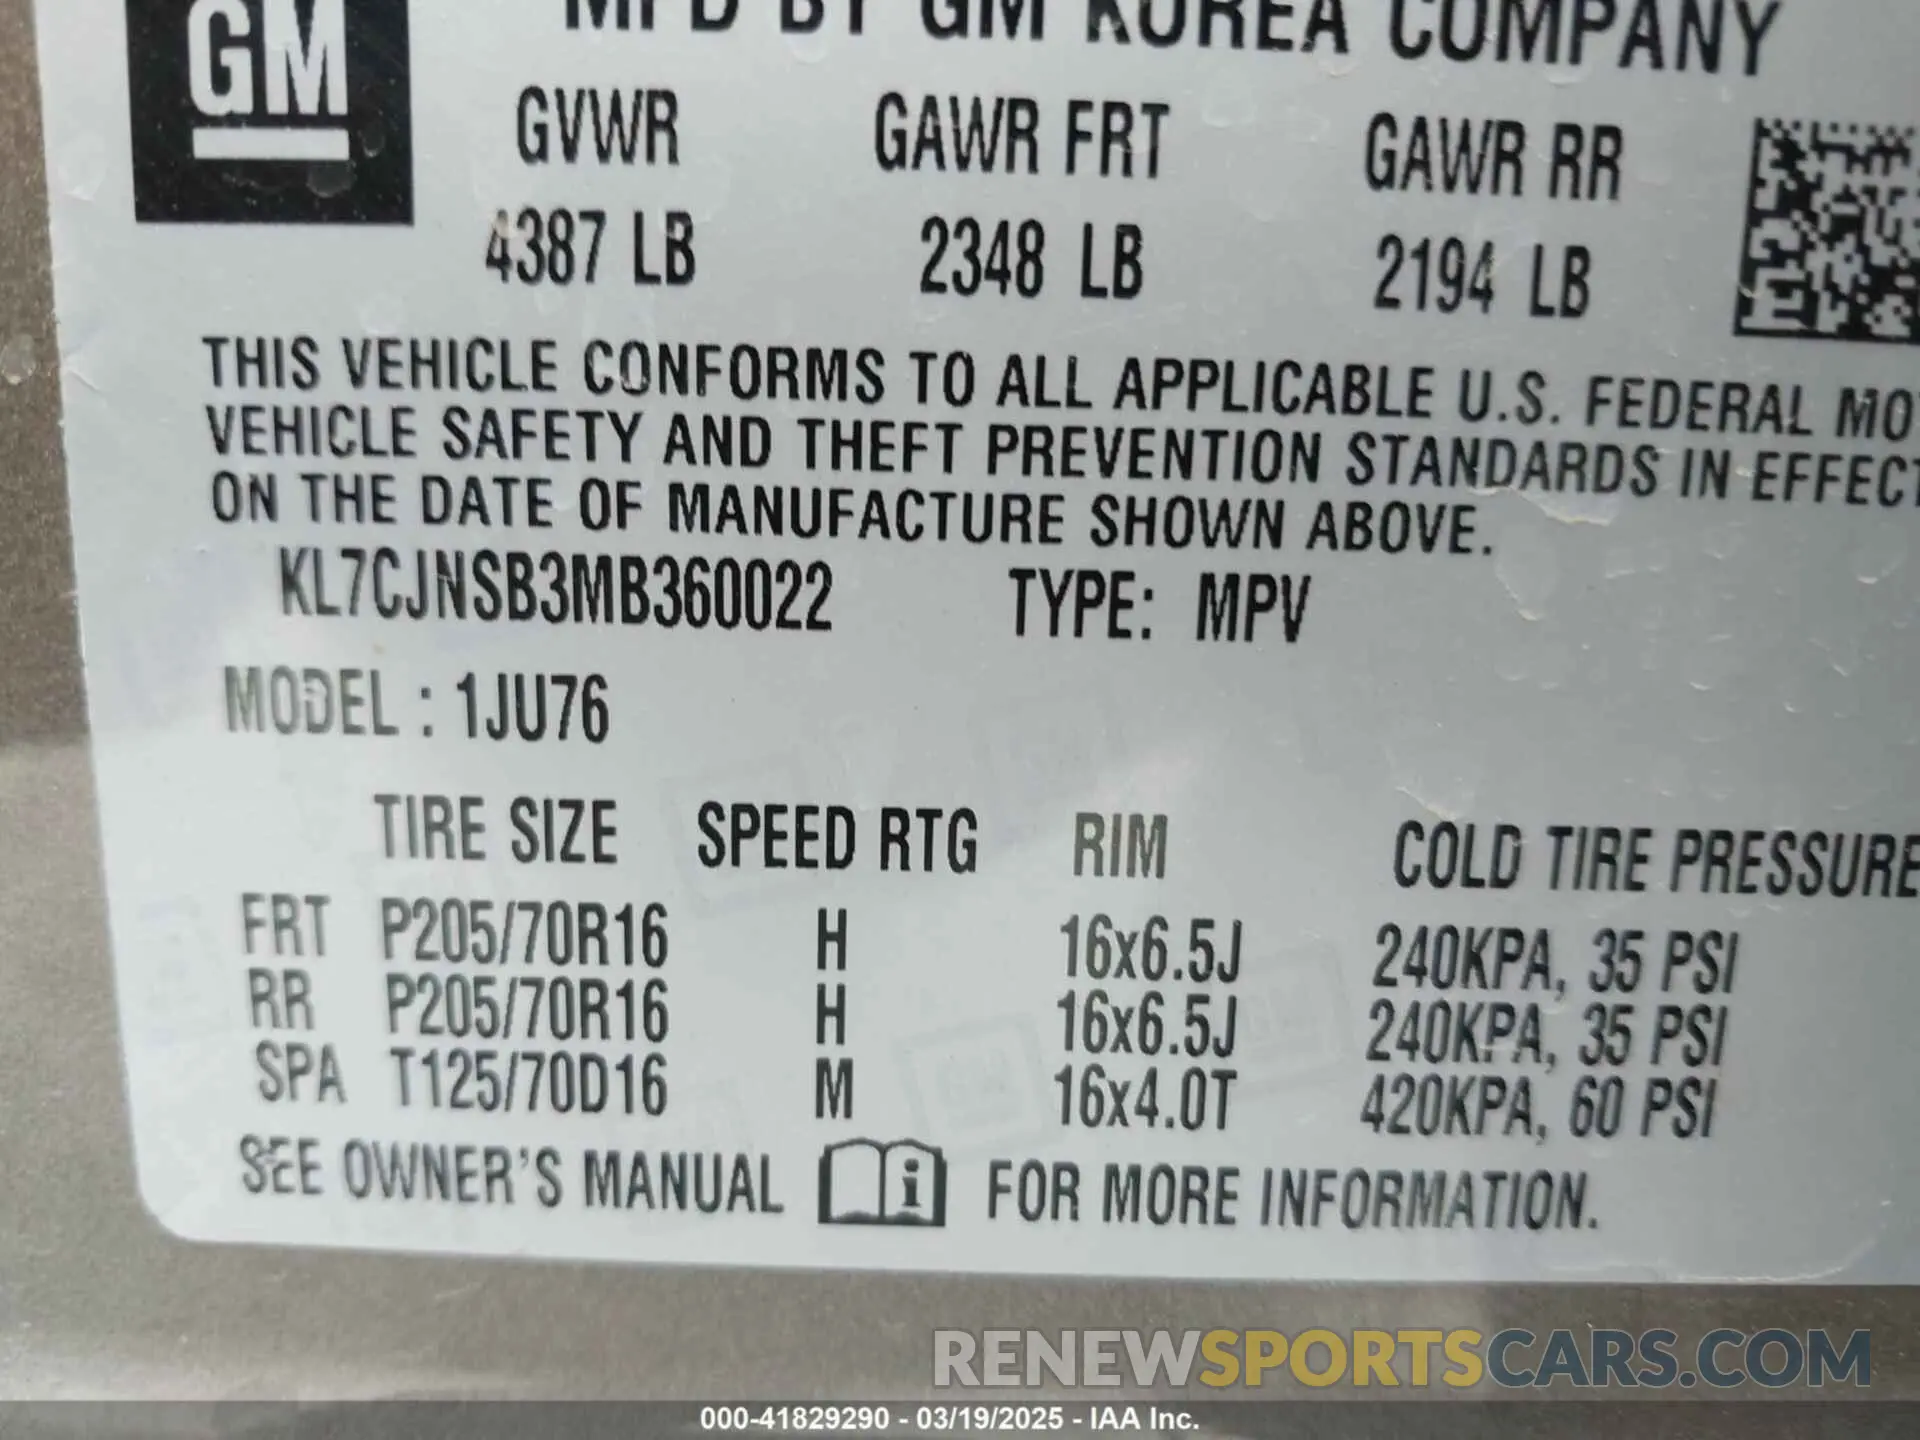 GM
MFD BY GM KOREA COMPANY
GVWR GAWR FRT GAWR RR
4387 LB 2348 LB 2194 LB
THIS VEHICLE CONFORMS TO ALL APPLICABLE U.S. FEDERAL MO
VEHICLE SAFETY AND THEFT PREVENTION STANDARDS IN EFFECT
ON THE DATE OF MANUFACTURE SHOWN ABOVE.
KL7CJNSB3MB360022 TYPE: MPV
MODEL : 1JU76
TIRE SIZE SPEED RTG RIM COLD TIRE PRESSURE
FRT P205/70R16 H 16x6.5J 240KPA, 35 PSI
RR P205/70R16 H 16x6.5J 240KPA, 35 PSI
SPA T125/70D16 M 16x4.0T 420KPA, 60 PSI
SEE OWNER'S MANUAL i FOR MORE INFORMATION.
RENEWSPORTSCARS.COM
000-41829290 - 03/19/2025 - IAA Inc.